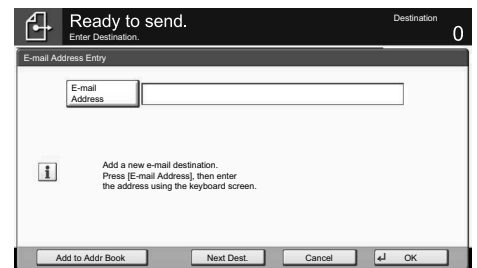 Ready to send.
Destination
Enter Destination.
0
E-mail Address Entry
E-mail
Address
i
Add a new e-mail destination.
Press [E-mail Address], then enter
the address using the keyboard screen.
Add to Addr Book
Next Dest.
Cancel
OK